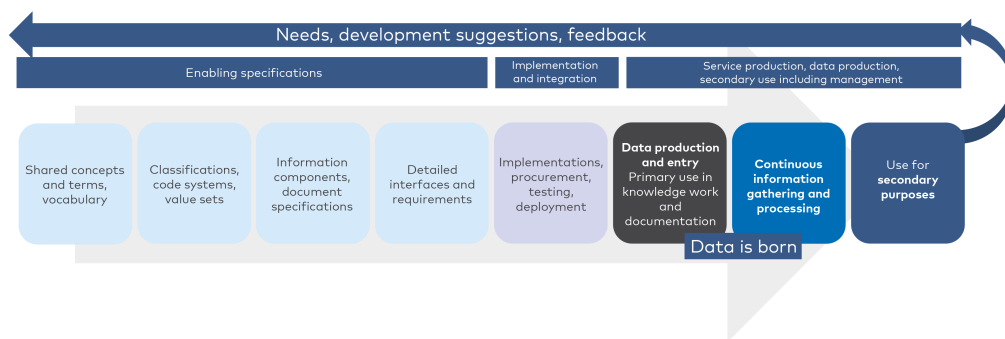 Needs, development suggestions, feedback
Enabling specifications
Implementation
and integration
Service production, data production,
secondary use including management
Shared concepts
and terms,
vocabulary
Classifications,
code systems,
value sets
Information
components,
document
specifications
Detailed
interfaces and
requirements
Implementations,
procurement,
testing,
deployment
Data production
and entry
Primary use in
knowledge work
and
documentation
Continuous
information
gathering and
processing
Use for
secondary
purposes
Data is born